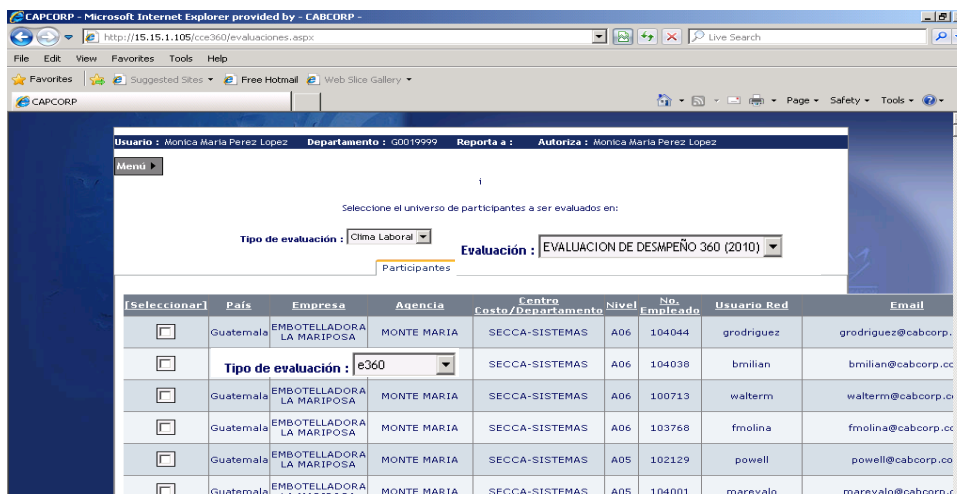 CAPCORP - Microsoft Internet Explorer provided by - CABCORP -
http://15.15.1.105/cce360/evaluaciones.aspx
Live Search
File Edit View Favorites Tools Help
Favorites Suggested Sites Free Hotmail Web Slice Gallery
CAPCORP Page Safety Tools
Usuario : Monica Maria Perez Lopez Departamento : G0019999 Reporta a : Autoriza : Monica Maria Perez Lopez
Menú
i
Seleccione el universo de participantes a ser evaluados en:
Tipo de evaluación : Clima Laboral Evaluación : EVALUACION DE DESMPEÑO 360 (2010)
Participantes
[Seleccionar] País Empresa Agencia Centro Costo/Departamento Nivel No. Empleado Usuario Red Email
Guatemala EMBOTELLADORA LA MARIPOSA MONTE MARIA SECCA-SISTEMAS A06 104044 grodriguez grodriguez@cabcorp.
Tipo de evaluación : e360 SECCA-SISTEMAS A06 104038 bmilian bmilian@cabcorp.co
Guatemala EMBOTELLADORA LA MARIPOSA MONTE MARIA SECCA-SISTEMAS A06 100713 walterm walterm@cabcorp.co
Guatemala EMBOTELLADORA LA MARIPOSA MONTE MARIA SECCA-SISTEMAS A06 103768 fmolina fmolina@cabcorp.co
Guatemala EMBOTELLADORA LA MARIPOSA MONTE MARIA SECCA-SISTEMAS A05 102129 powell powell@cabcorp.co
Guatemala EMBOTELLADORA MONTE MARIA SECCA-SISTEMAS A05 104001 marevalo marevalo@cabcorp.c